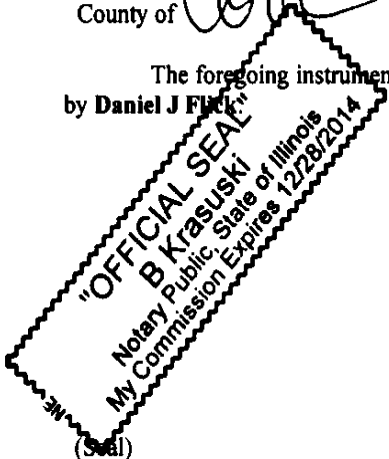 County of
The foregoing instrumen
by Daniel J Flick
"OFFICIAL SEAL"
B Krasuski
Notary Public, State of Illinois
My Commission Expires 12/28/2014
(Seal)